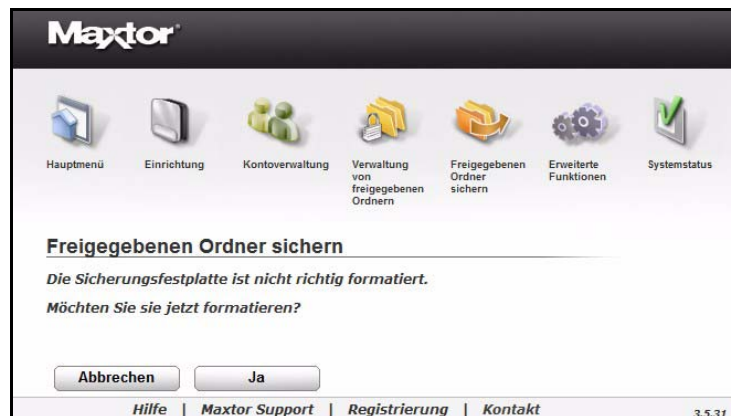 Maxtor
Hauptmenü
Einrichtung
Kontoverwaltung
Verwaltung
von
freigegebenen
Ordnern
Freigegebenen
Ordner
sichern
Erweiterte
Funktionen
Systemstatus
Freigegebenen Ordner sichern
Die Sicherungsfestplatte ist nicht richtig formatiert.
Möchten Sie sie jetzt formatieren?
Abbrechen Ja
Hilfe | Maxtor Support | Registrierung | Kontakt 3.5.31